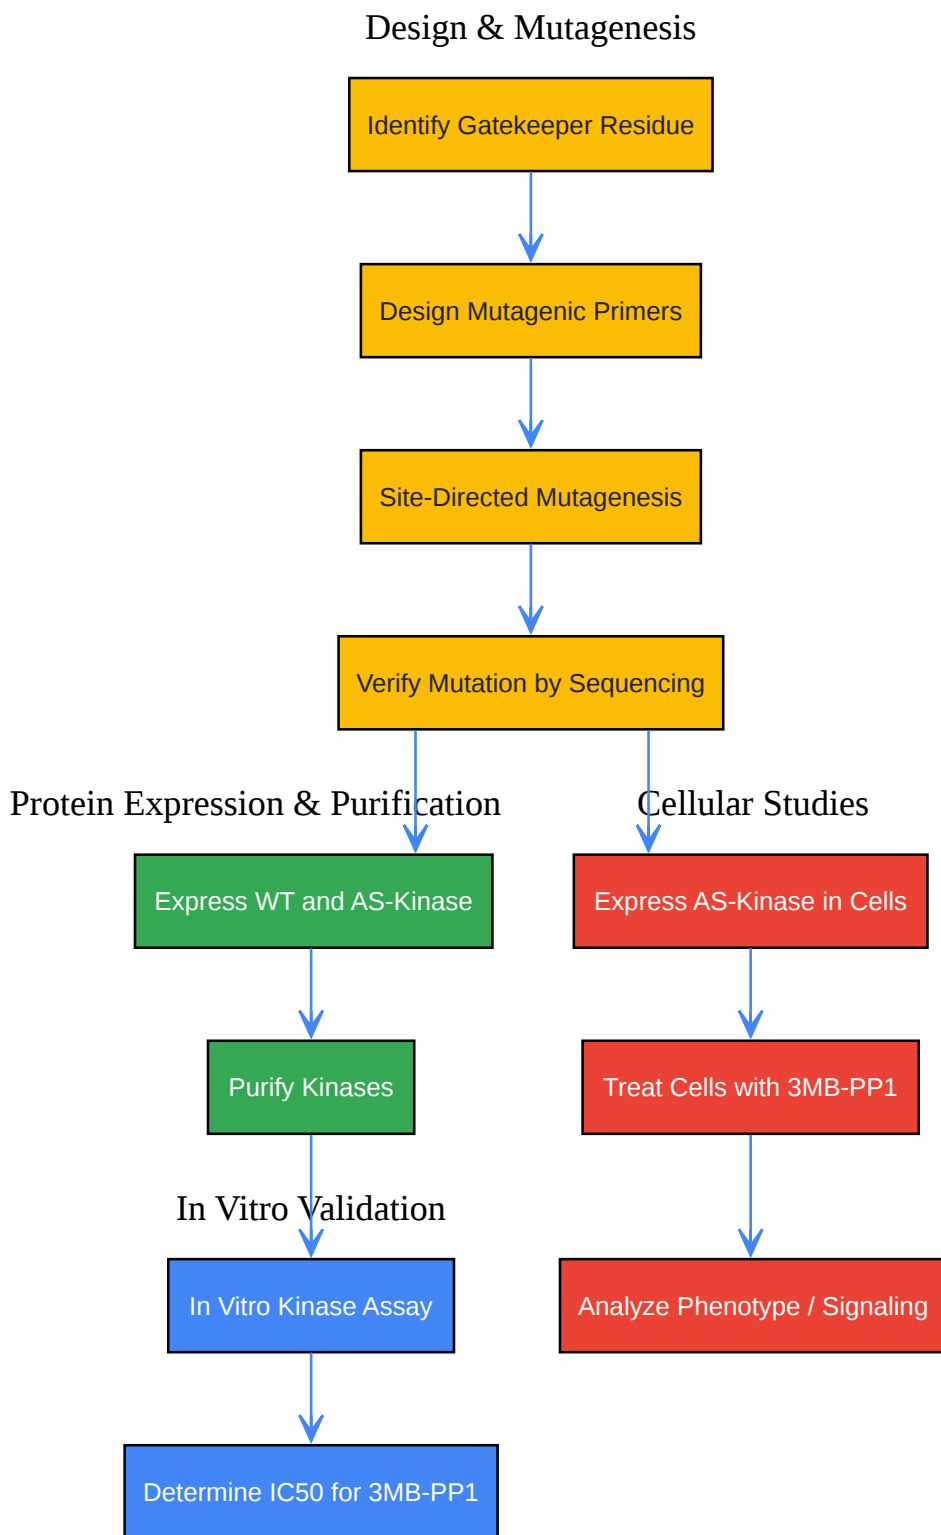 Design & Mutagenesis
Identify Gatekeeper Residue
Design Mutagenic Primers
Site-Directed Mutagenesis
Verify Mutation by Sequencing
Protein Expression & Purification
Cellular Studies
Express WT and AS-Kinase
Express AS-Kinase in Cells
Purify Kinases
Treat Cells with 3MB-PP1
In Vitro Validation
In Vitro Kinase Assay
Analyze Phenotype / Signaling
Determine IC50 for 3MB-PP1